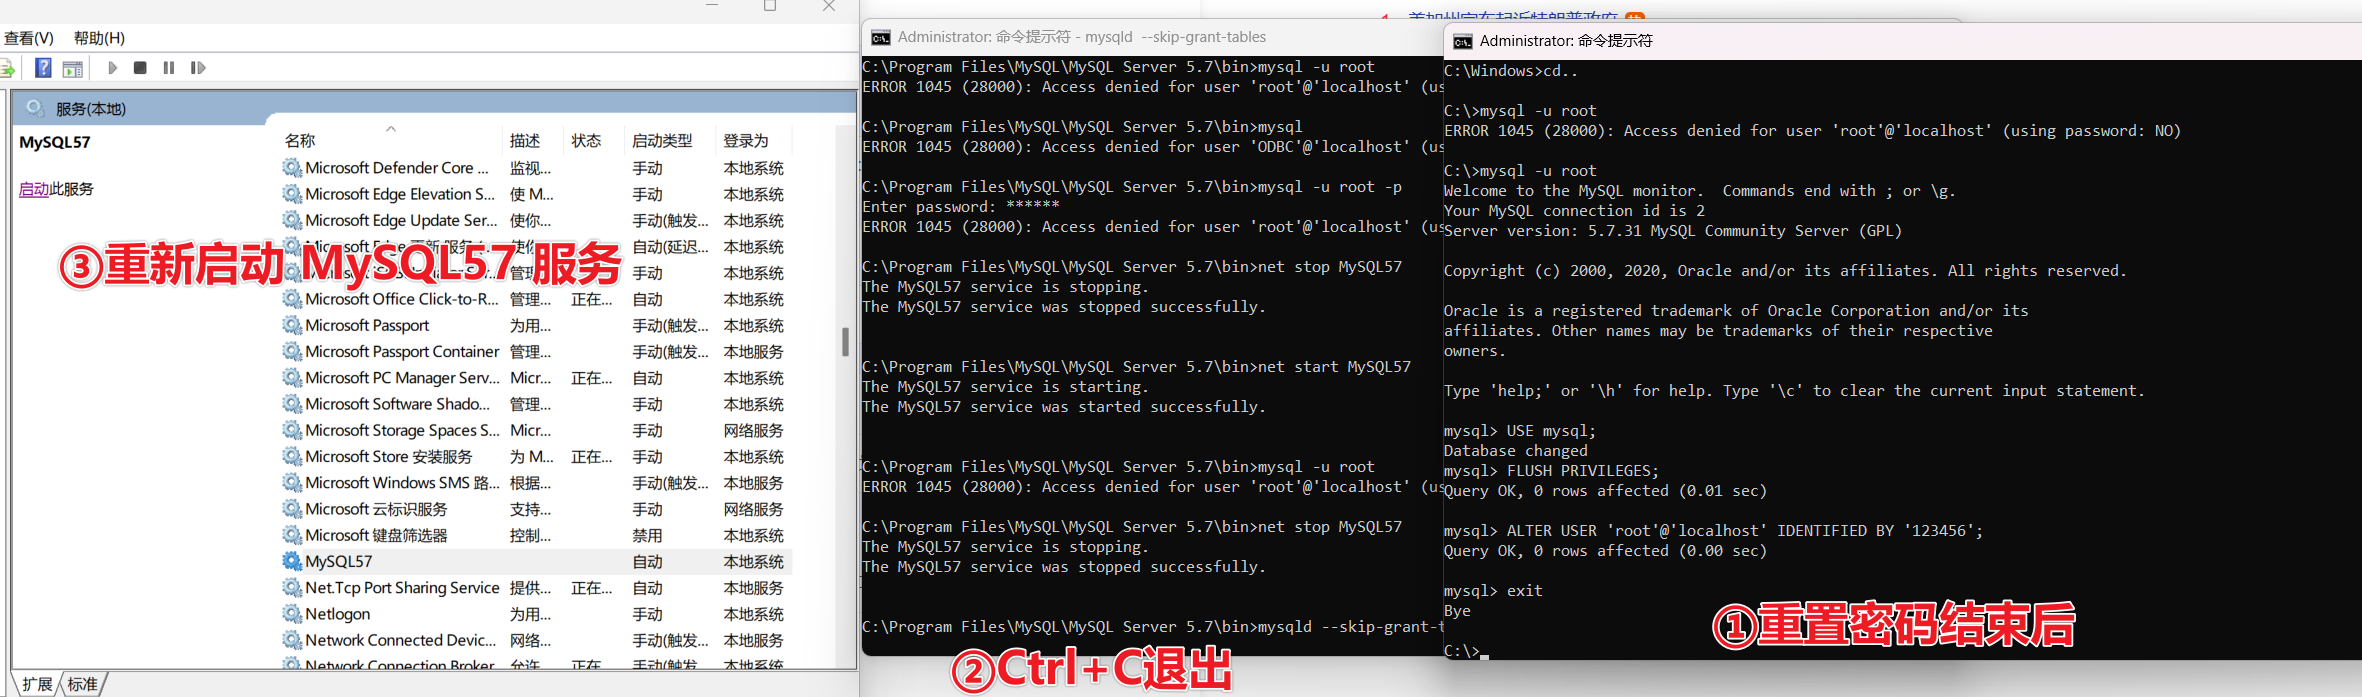 查看(V) 帮助(H)
服务(本地)
MySQL57
启动此服务
名称 描述 状态 启动类型 登录为
Microsoft Defender Core ... 监视... 手动 本地系统
Microsoft Edge Elevation S... 使 M... 手动 本地系统
Microsoft Edge Update Ser... 使你... 手动(触发... 本地系统
自动(延迟... 本地系统
手动 本地系统
Microsoft Office Click-to-R... 管理... 正在... 自动 本地系统
Microsoft Passport 为用... 手动(触发... 本地系统
Microsoft Passport Container 管理... 手动(触发... 本地服务
Microsoft PC Manager Serv... Micr... 正在... 自动 本地系统
Microsoft Software Shado... 管理... 手动 本地系统
Microsoft Storage Spaces S... Micr... 手动 网络服务
Microsoft Store 安装服务 为 M... 正在... 手动 本地系统
Microsoft Windows SMS 路... 根据... 手动(触发... 本地服务
Microsoft 云标识服务 支持... 手动 网络服务
Microsoft 键盘筛选器 控制... 禁用 本地系统
MySQL57 自动 本地系统
Net.Tcp Port Sharing Service 提供... 正在... 自动 本地服务
Netlogon 为用... 手动 本地系统
Network Connected Devic... 网络... 手动(触发... 本地服务
Network Connection Broker 允许 正在 手动(触发 本地系统
扩展 标准
③重新启动 MySQL57 服务
Administrator: 命令提示符 - mysqld --skip-grant-tables
C:\Program Files\MySQL\MySQL Server 5.7\bin>mysql -u root
ERROR 1045 (28000): Access denied for user 'root'@'localhost' (us
C:\Program Files\MySQL\MySQL Server 5.7\bin>mysql
ERROR 1045 (28000): Access denied for user 'ODBC'@'localhost' (us
C:\Program Files\MySQL\MySQL Server 5.7\bin>mysql -u root -p
Enter password: ******
ERROR 1045 (28000): Access denied for user 'root'@'localhost' (us
C:\Program Files\MySQL\MySQL Server 5.7\bin>net stop MySQL57
The MySQL57 service is stopping.
The MySQL57 service was stopped successfully.
C:\Program Files\MySQL\MySQL Server 5.7\bin>net start MySQL57
The MySQL57 service is starting.
The MySQL57 service was started successfully.
C:\Program Files\MySQL\MySQL Server 5.7\bin>mysql -u root
ERROR 1045 (28000): Access denied for user 'root'@'localhost' (us
C:\Program Files\MySQL\MySQL Server 5.7\bin>net stop MySQL57
The MySQL57 service is stopping.
The MySQL57 service was stopped successfully.
C:\Program Files\MySQL\MySQL Server 5.7\bin>mysqld --skip-grant-t
②Ctrl+C退出
Administrator: 命令提示符
C:\Windows>cd..
C:\>mysql -u root
ERROR 1045 (28000): Access denied for user 'root'@'localhost' (using password: NO)
C:\>mysql -u root
Welcome to the MySQL monitor.  Commands end with ; or \g.
Your MySQL connection id is 2
Server version: 5.7.31 MySQL Community Server (GPL)
Copyright (c) 2000, 2020, Oracle and/or its affiliates. All rights reserved.
Oracle is a registered trademark of Oracle Corporation and/or its
affiliates. Other names may be trademarks of their respective
owners.
Type 'help;' or '\h' for help. Type '\c' to clear the current input statement.
mysql> USE mysql;
Database changed
mysql> FLUSH PRIVILEGES;
Query OK, 0 rows affected (0.01 sec)
mysql> ALTER USER 'root'@'localhost' IDENTIFIED BY '123456';
Query OK, 0 rows affected (0.00 sec)
mysql> exit
Bye
C:\>
①重置密码结束后